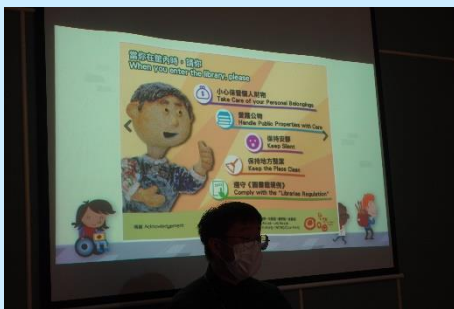 當你在館內時，請你
When you enter the library, please
小心保管個人財物
Take Care of your Personal Belongings
愛護公物
Handle Public Properties with Care
保持安靜
Keep Silent
保持地方整潔
Keep the Place Clean
遵守《圖書館規例》
Comply with the "Libraries Regulation"
Acknowledgement